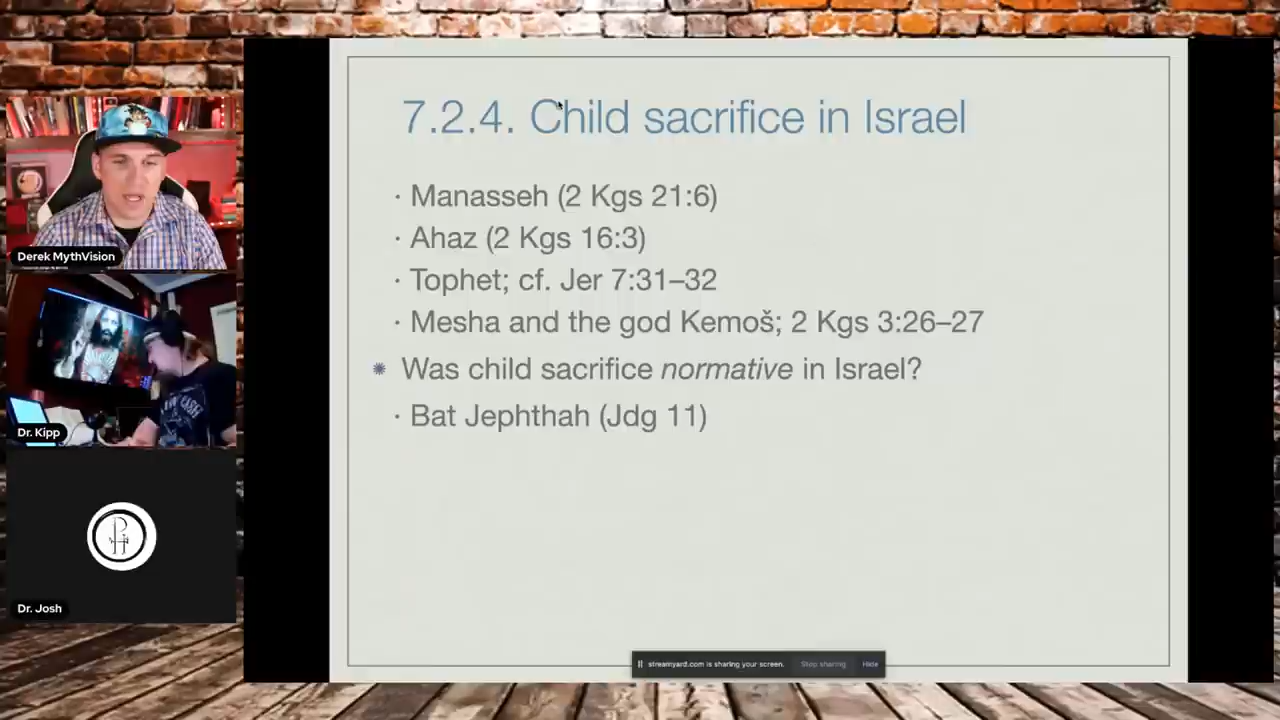 7.2.4. Child sacrifice in Israel
· Manasseh (2 Kgs 21:6)
· Ahaz (2 Kgs 16:3)
· Tophet; cf. Jer 7:31–32
· Mesha and the god Kemoš; 2 Kgs 3:26–27
Was child sacrifice normative in Israel?
· Bat Jephthah (Jdg 11)
Derek MythVision
Dr. Kipp
Dr. Josh
streamyard.com is sharing your screen. Stop sharing Hide